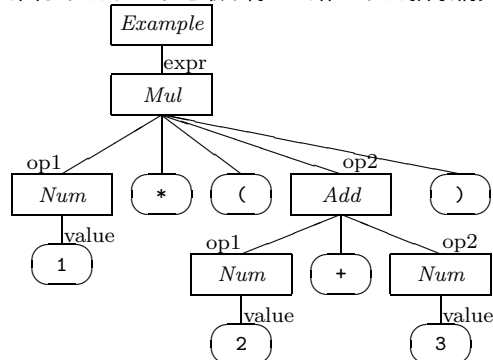 Example
expr
Mul
op1 op2
Num * ( Add )
value op1 op2
1 Num + Num
value value
2 3